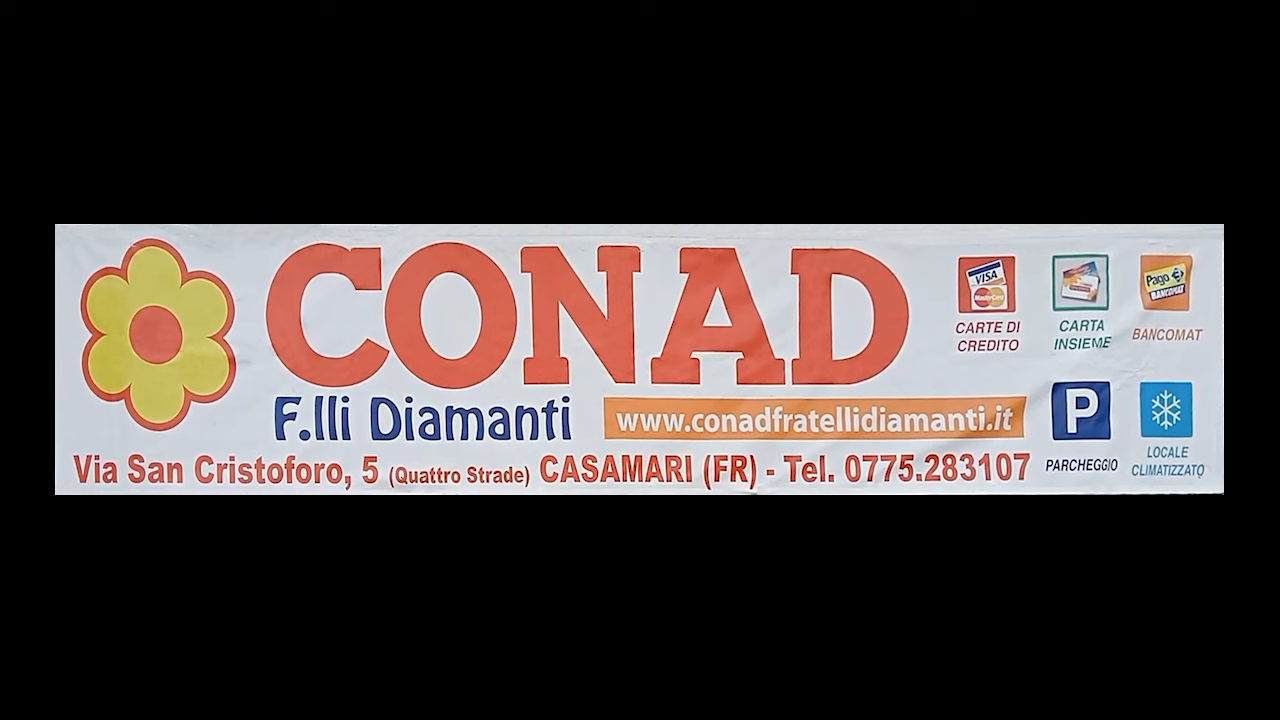 CONAD
F.lli Diamanti
www.conadfratellidiamanti.it
Via San Cristoforo, 5 (Quattro Strade) CASAMARI (FR) - Tel. 0775.283107
VISA
MasterCard
CARTE DI
CREDITO
CARTA
INSIEME
Pago
BANCOMAT
BANCOMAT
P
PARCHEGGIO
LOCALE
CLIMATIZZATO